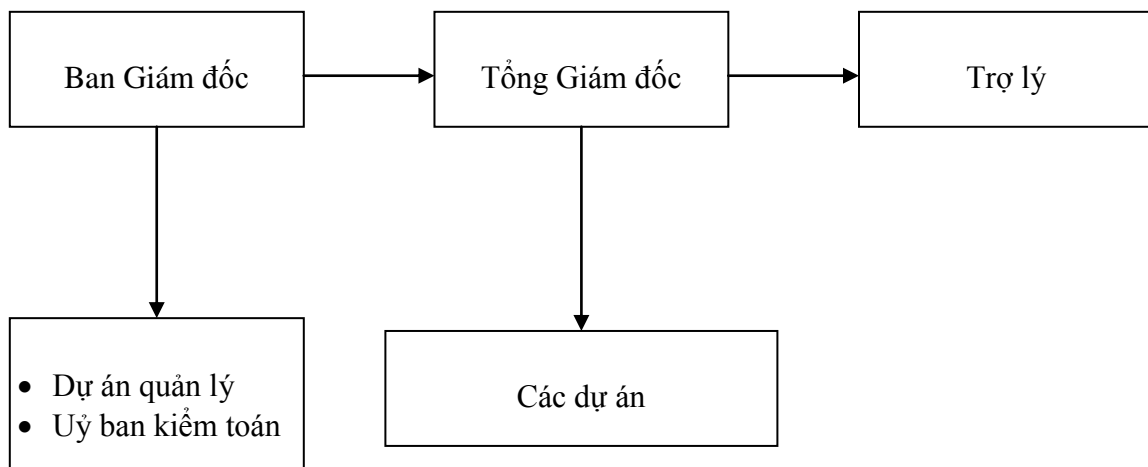 Ban Giám đốc
Tổng Giám đốc
Trợ lý
• Dự án quản lý
• Uỷ ban kiểm toán
Các dự án